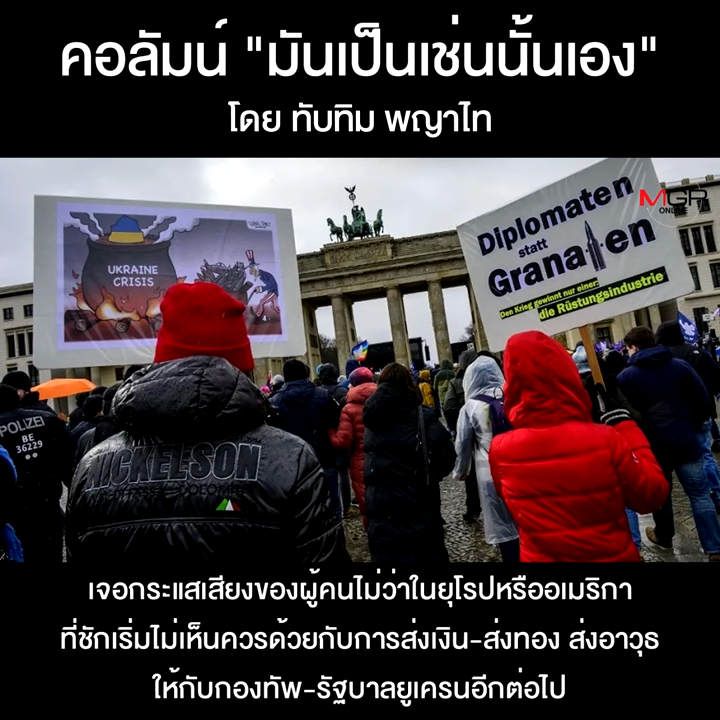 คอลัมน์ "มันเป็นเช่นนั้นเอง"
โดย ทับทิม พญาไท
MGR
ONLINE
UKRAINE
CRISIS
Diplomaten
statt
Granaten
Den Krieg gewinnt nur einer:
die Rüstungsindustrie
POLIZEI
BE
36229
NICKELSON
เจอกระแสเสียงของผู้คนไม่ว่าในยุโรปหรืออเมริกา
ที่ชักเริ่มไม่เห็นควรด้วยกับการส่งเงิน-ส่งทอง ส่งอาวุธ
ให้กับกองทัพ-รัฐบาลยูเครนอีกต่อไป